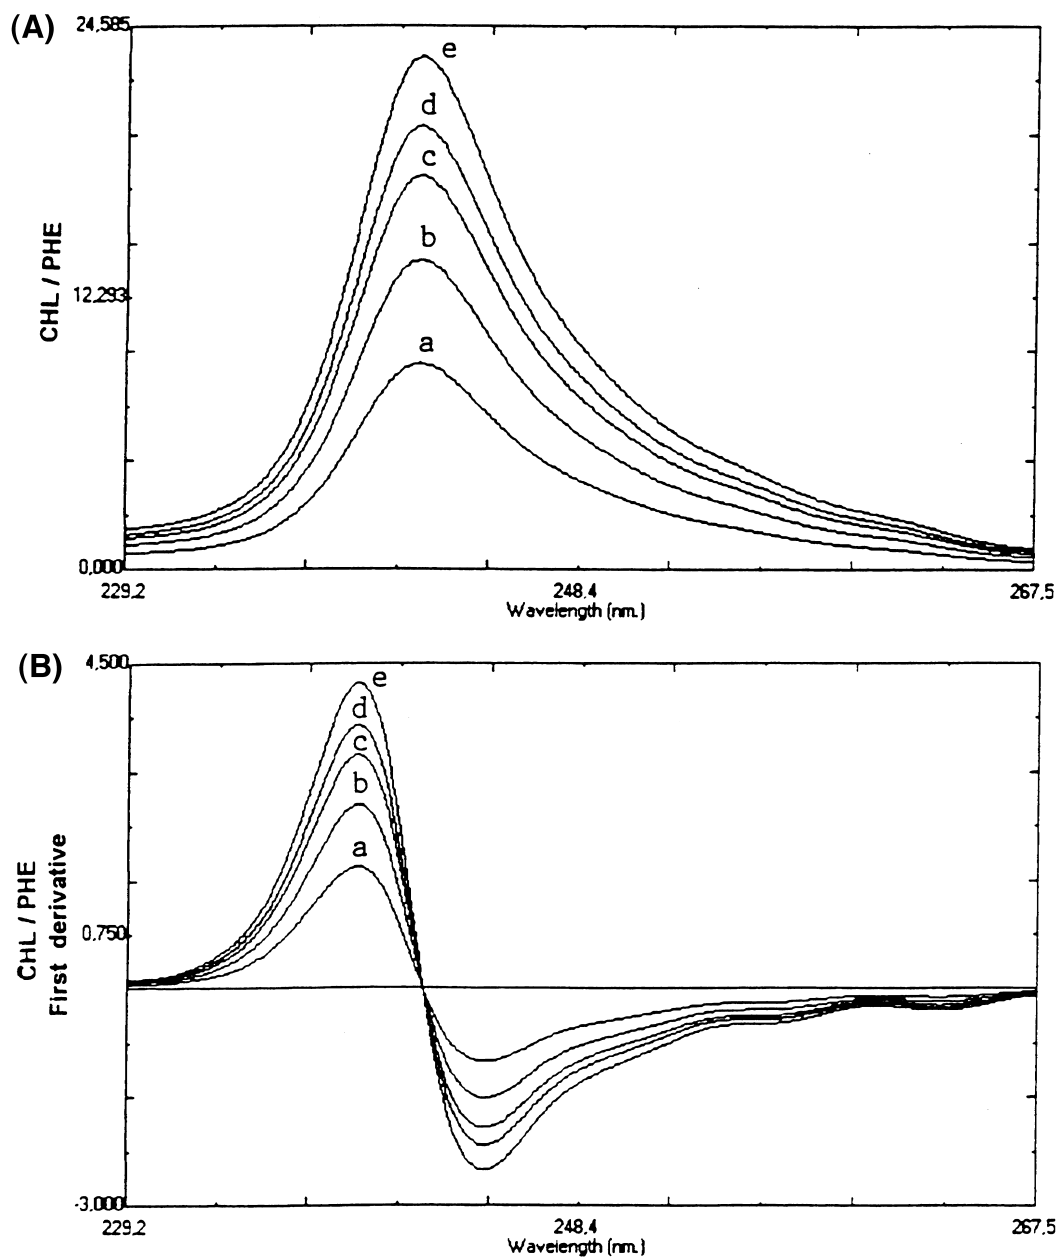 (A)
24,585
e
d
c
b
a
CHL / PHE
12,293
0,000
229,2
248,4
267,5
Wavelength (nm.)
(B)
4,500
e
d
c
b
a
CHL / PHE
First derivative
0,750
-3,000
229,2
248,4
267,5
Wavelength (nm.)